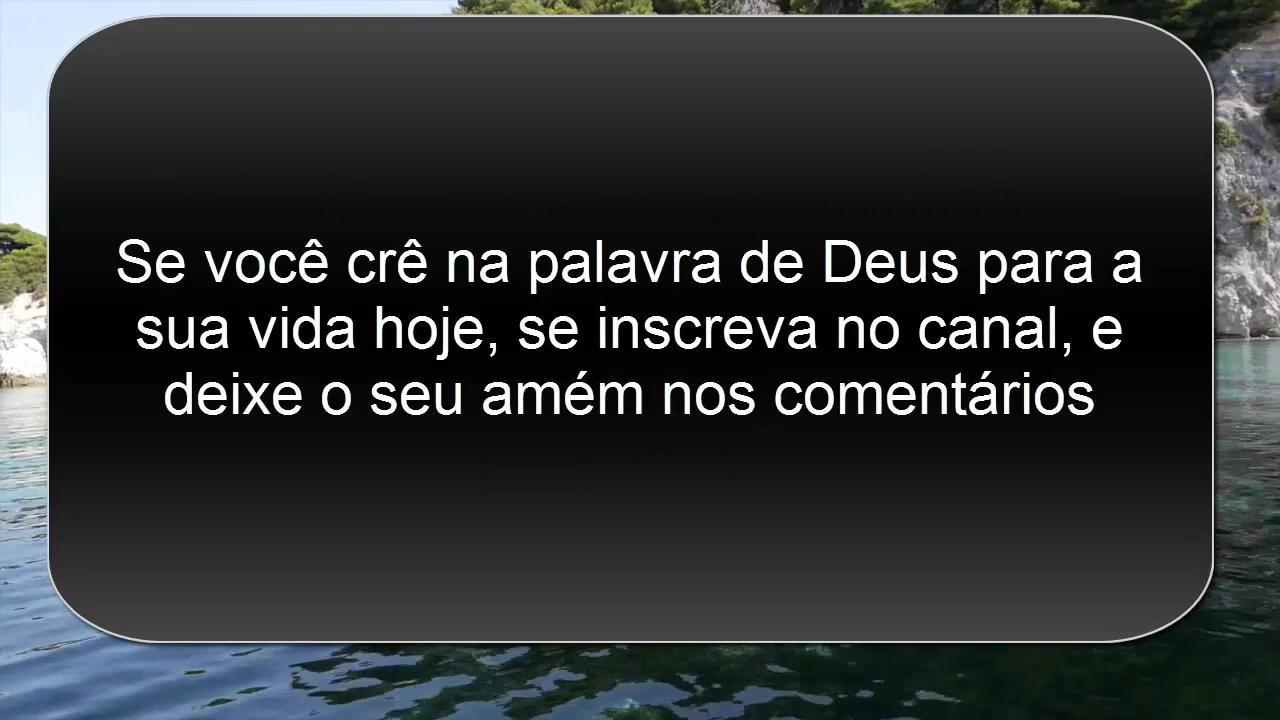 Se você crê na palavra de Deus para a
sua vida hoje, se inscreva no canal, e
deixe o seu amém nos comentários